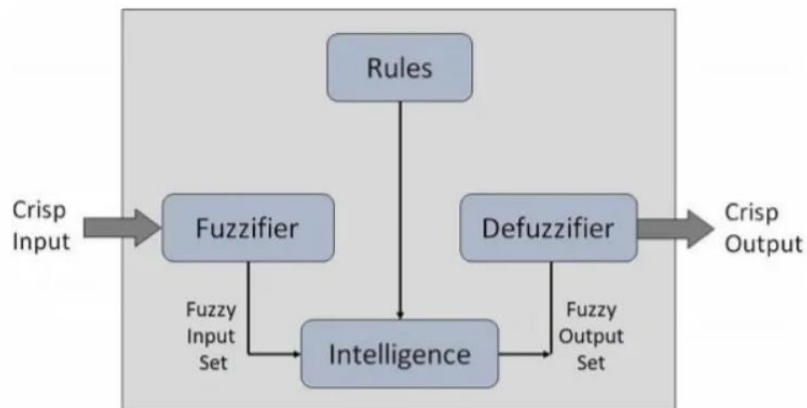 Rules
Crisp
Input
Fuzzifier
Defuzzifier
Crisp
Output
Fuzzy
Input
Set
Intelligence
Fuzzy
Output
Set